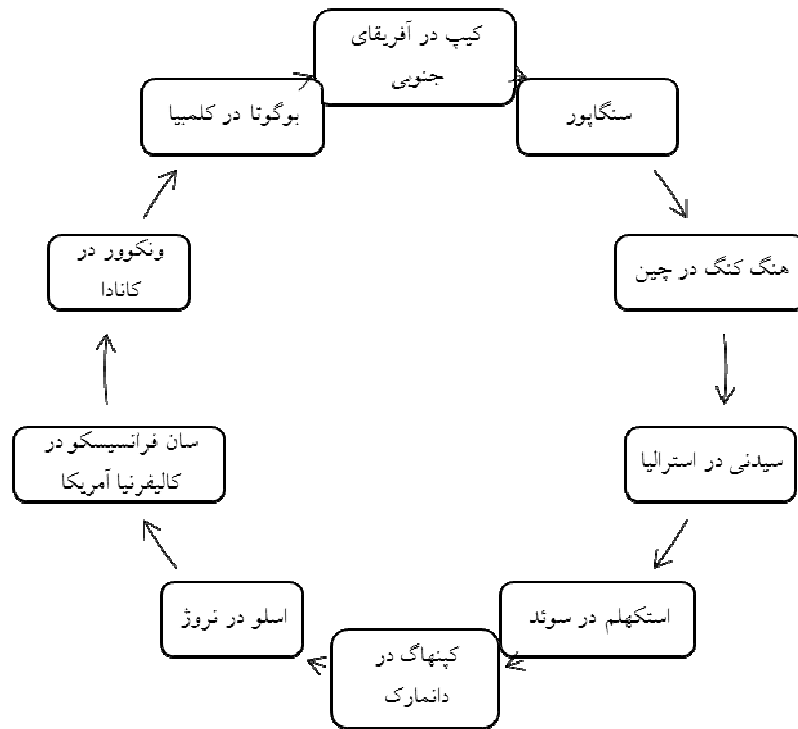 کیپ در آفریقای
جنوبی
سنگاپور
هنگ کنگ در چین
سیدنی در استرالیا
استکهلم در سوئد
کپنهاگ در
دانمارک
اسلو در نروژ
سان فرانسیسکو در
کالیفرنیا آمریکا
ونکوور در
کانادا
بوگوتا در کلمبیا